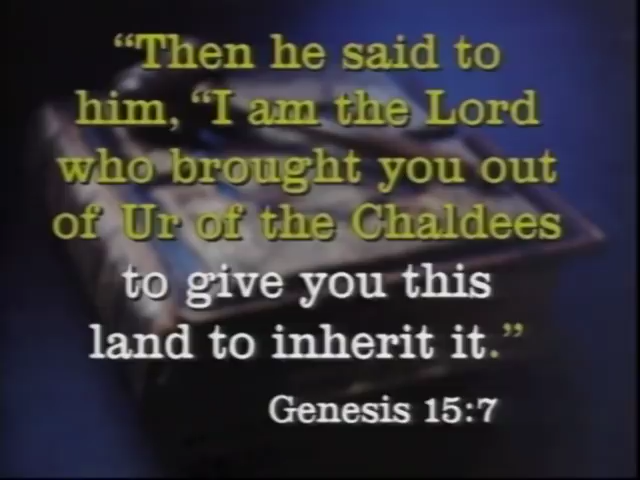 “Then he said to
him, “I am the Lord
who brought you out
of Ur of the Chaldees
to give you this
land to inherit it.”
Genesis 15:7